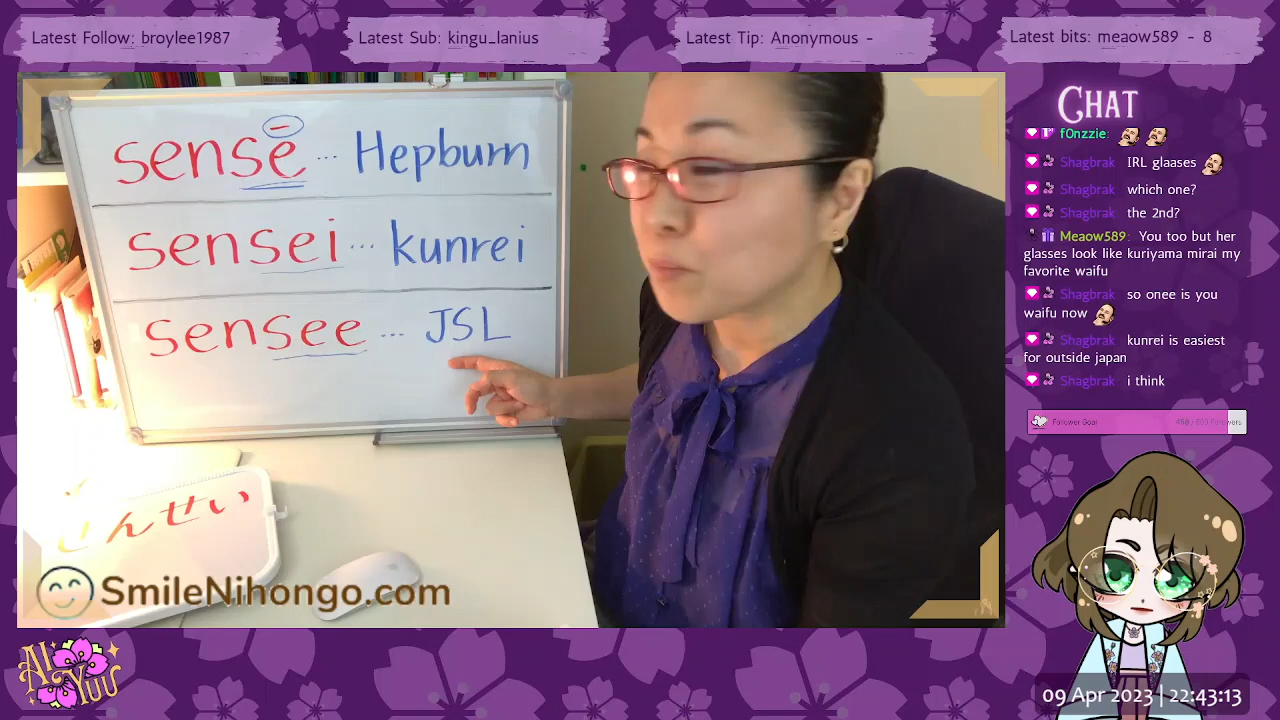 Latest Follow: broylee1987
Latest Sub: kingu_lanius
Latest Tip: Anonymous -
Latest bits: meaow589 - 8
sensē ... Hepburn
sensei ... kunrei
sensee ... JSL
せんせい
SmileNihongo.com
CHAT
f0nzzie:
Shagbrak IRL glaases
Shagbrak which one?
Shagbrak the 2nd?
Meaow589: You too but her
glasses look like kuriyama mirai my
favorite waifu
Shagbrak so onee is you
waifu now
Shagbrak kunrei is easiest
for outside japan
Shagbrak i think
Follower Goal
AI
YUU
09 Apr 2023 | 22:43:13